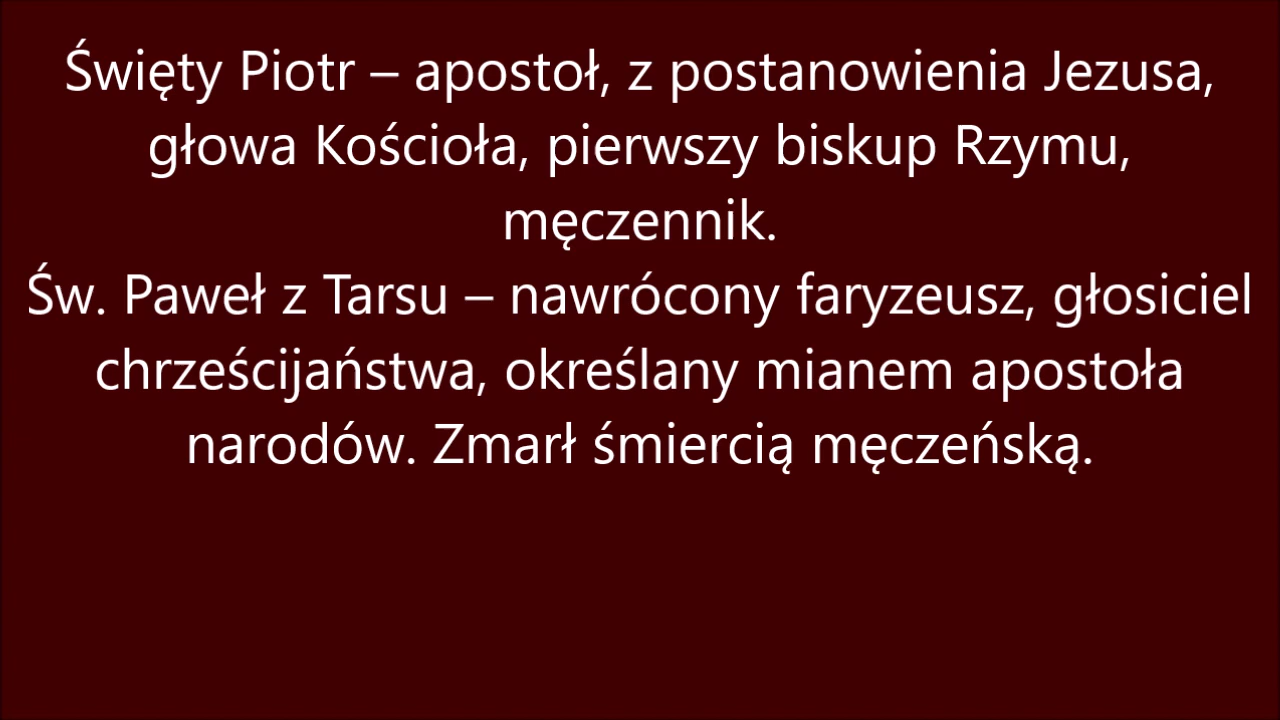 Święty Piotr – apostoł, z postanowienia Jezusa,
głowa Kościoła, pierwszy biskup Rzymu,
męczennik.
Św. Paweł z Tarsu – nawrócony faryzeusz, głosiciel
chrześcijaństwa, określany mianem apostoła
narodów. Zmarł śmiercią męczeńską.